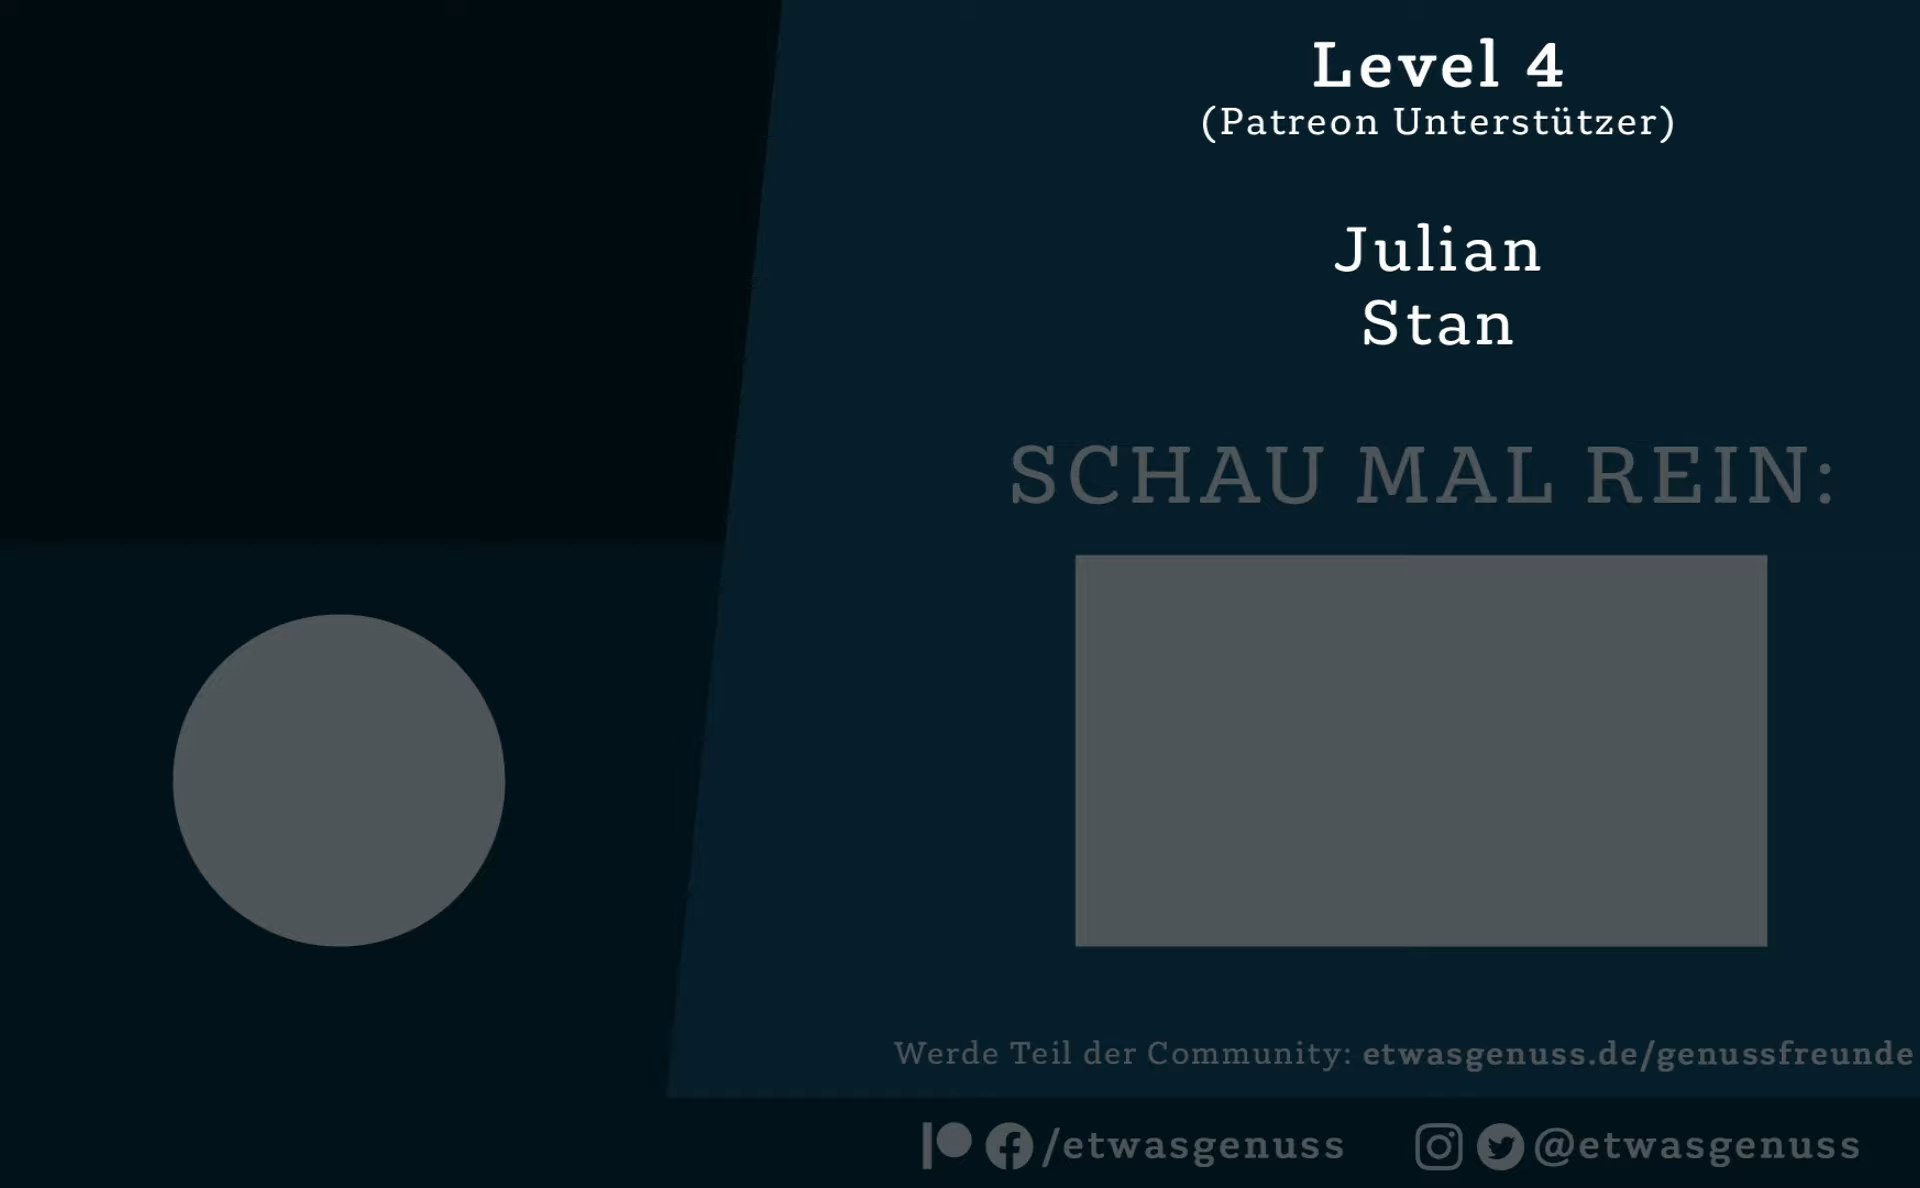 Level 4
(Patreon Unterstützer)
Julian
Stan
SCHAU MAL REIN:
Werde Teil der Community: etwasgenuss.de/genussfreunde
/etwasgenuss @etwasgenuss